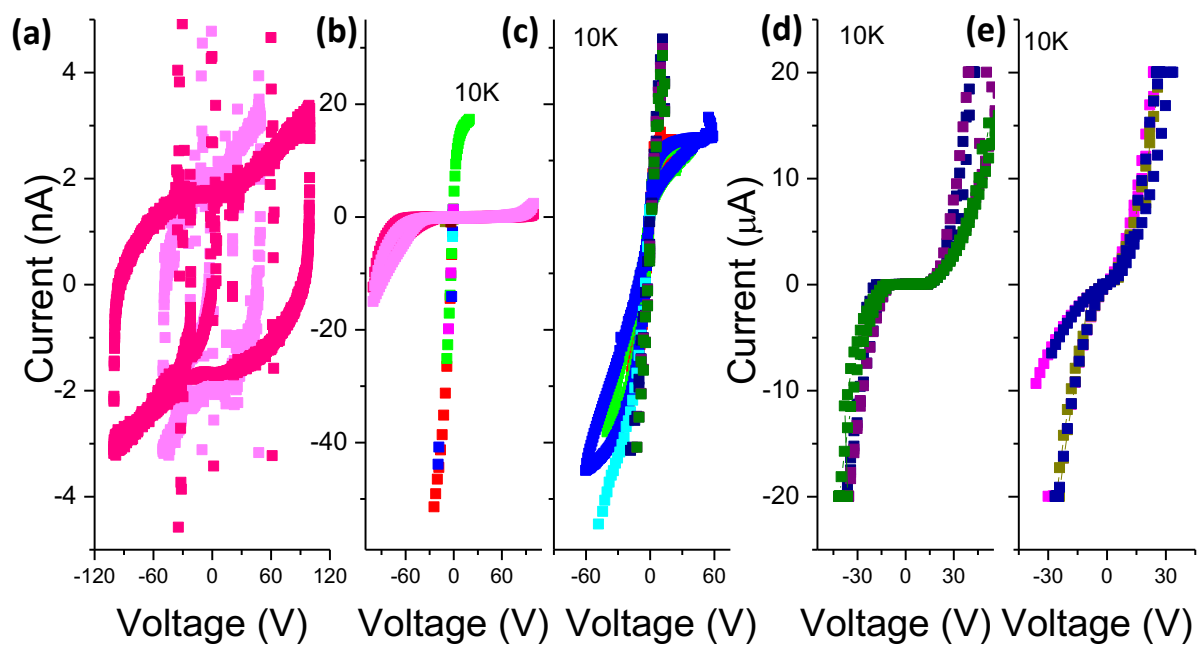 (a) (b) (c) (d) (e)
10K 10K 10K 10K
Current (nA)
4
2
0
-2
-4
20
0
-20
-40
Current (μA)
20
10
0
-10
-20
-120 -60 0 60 120
-60 0
-60 0 60
-30 0 30
-30 0 30
Voltage (V) Voltage (V) Voltage (V) Voltage (V) Voltage (V)